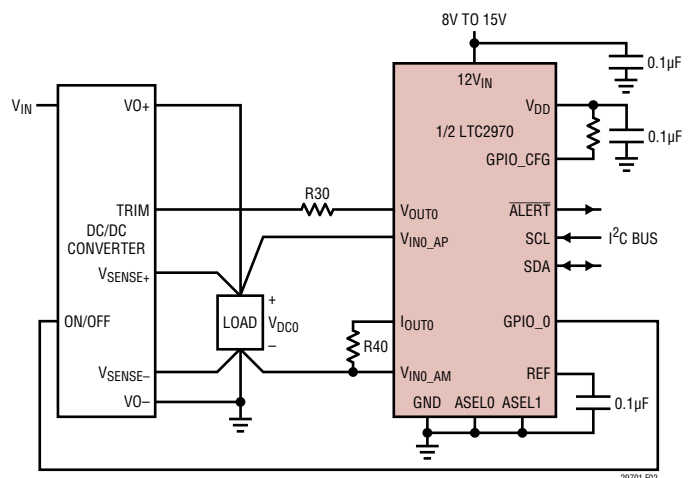 8V TO 15V
0.1µF
12V_IN
V_IN
VO+
V_DD
1/2 LTC2970
0.1µF
GPIO_CFG
R30
TRIM
V_OUT0
ALERT
DC/DC
CONVERTER
V_IN0_AP
SCL
I²C BUS
V_SENSE+
SDA
+
ON/OFF
LOAD
V_DC0
I_OUT0
GPIO_0
–
R40
V_SENSE–
V_IN0_AM
REF
VO–
0.1µF
GND ASEL0 ASEL1
29701 F02